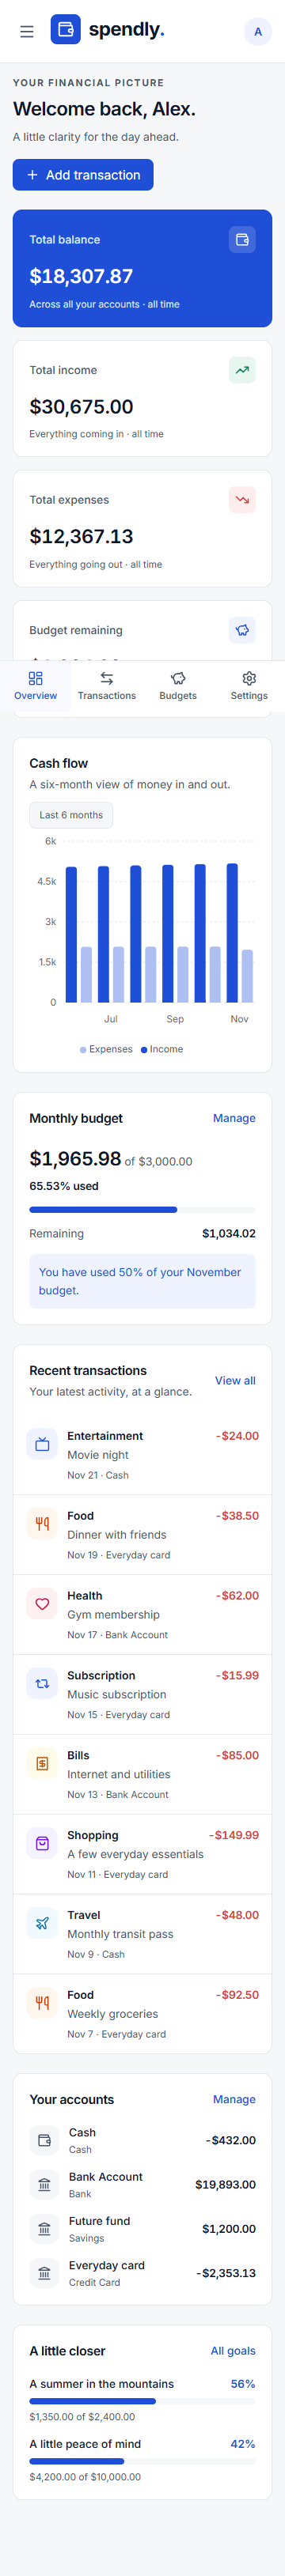 spendly.
A
YOUR FINANCIAL PICTURE
Welcome back, Alex.
A little clarity for the day ahead.
Add transaction
Total balance
$18,307.87
Across all your accounts · all time
Total income
$30,675.00
Everything coming in · all time
Total expenses
$12,367.13
Everything going out · all time
Budget remaining
Overview Transactions Budgets Settings
Cash flow
A six-month view of money in and out.
Last 6 months
6k
4.5k
3k
1.5k
0
Jul Sep Nov
Expenses Income
Monthly budget Manage
$1,965.98 of $3,000.00
65.53% used
Remaining $1,034.02
You have used 50% of your November
budget.
Recent transactions
View all
Your latest activity, at a glance.
Entertainment -$24.00
Movie night
Nov 21 · Cash
Food -$38.50
Dinner with friends
Nov 19 · Everyday card
Health -$62.00
Gym membership
Nov 17 · Bank Account
Subscription -$15.99
Music subscription
Nov 15 · Everyday card
Bills -$85.00
Internet and utilities
Nov 13 · Bank Account
Shopping -$149.99
A few everyday essentials
Nov 11 · Everyday card
Travel -$48.00
Monthly transit pass
Nov 9 · Cash
Food -$92.50
Weekly groceries
Nov 7 · Everyday card
Your accounts Manage
Cash -$432.00
Cash
Bank Account $19,893.00
Bank
Future fund $1,200.00
Savings
Everyday card -$2,353.13
Credit Card
A little closer All goals
A summer in the mountains 56%
$1,350.00 of $2,400.00
A little peace of mind 42%
$4,200.00 of $10,000.00